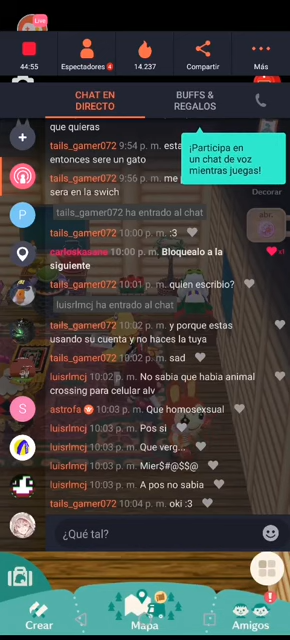 Live
44:55
Espectadores 4
14.237
Compartir
Más
CHAT EN
DIRECTO
BUFFS &
REGALOS
que quieras
¡Participa en
un chat de voz
mientras juegas!
tails_gamer072 9:54 p. m. esta
entonces sere un gato
tails_gamer072 9:56 p. m. me
sera en la swich
Decorar
tails_gamer072 ha entrado al chat
abr.
tails_gamer072 10:00 p. m. :3
carloskasane 10:00 p. m. Bloquealo a la
siguiente
x1
tails_gamer072 10:01 p. m. quien escribio?
luisrlmcj ha entrado al chat
tails_gamer072 10:02 p. m. y porque estas
usando su cuenta y no haces la tuya
tails_gamer072 10:02 p. m. sad
luisrlmcj 10:02 p. m. No sabia que habia animal
crossing para celular alv
astrofa 10:03 p. m. Que homosexual
luisrlmcj 10:03 p. m. Pos si
luisrlmcj 10:03 p. m. Que verg...
luisrlmcj 10:03 p. m. Mier$#@$$@
luisrlmcj 10:03 p. m. A pos no sabia
tails_gamer072 10:04 p. m. oki :3
P
S
¿Qué tal?
Crear
Mapa
Amigos